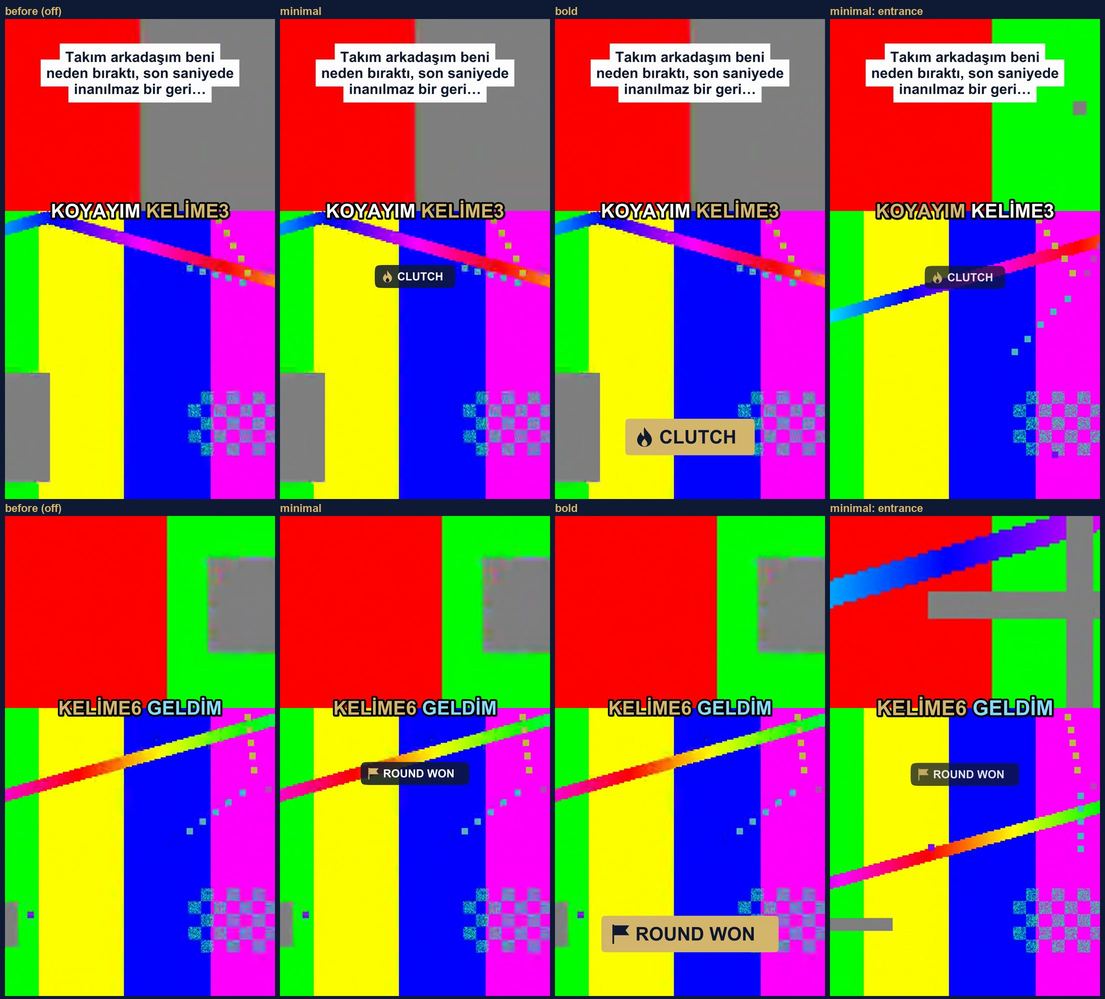 before (off)
minimal
bold
minimal: entrance
Takım arkadaşım beni
neden bıraktı, son saniyede
inanılmaz bir geri...
Takım arkadaşım beni
neden bıraktı, son saniyede
inanılmaz bir geri...
Takım arkadaşım beni
neden bıraktı, son saniyede
inanılmaz bir geri...
Takım arkadaşım beni
neden bıraktı, son saniyede
inanılmaz bir geri...
KOYAYIM KELİME3
KOYAYIM KELİME3
KOYAYIM KELİME3
KOYAYIM KELİME3
CLUTCH
CLUTCH
CLUTCH
before (off)
minimal
bold
minimal: entrance
KELİME6 GELDİM
KELİME6 GELDİM
KELİME6 GELDİM
KELİME6 GELDİM
ROUND WON
ROUND WON
ROUND WON